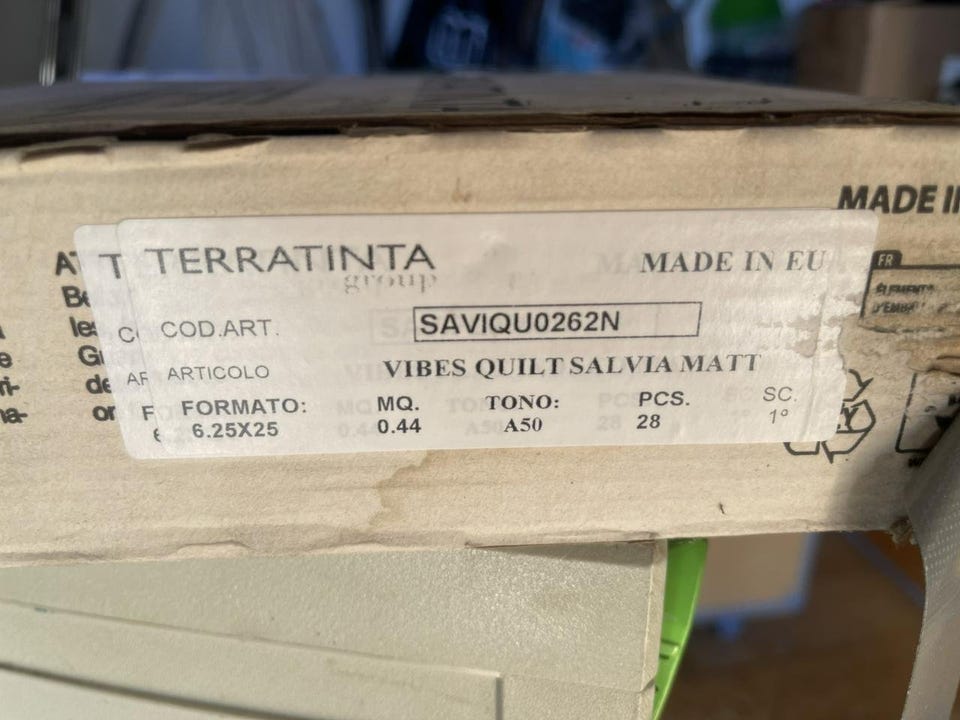 MADE IN
TERRATINTA
group
MADE IN EU
COD.ART. SAVIQU0262N
ARTICOLO VIBES QUILT SALVIA MATT
FORMATO: MQ. TONO: PCS. SC.
6.25X25 0.44 A50 28 1°
FR